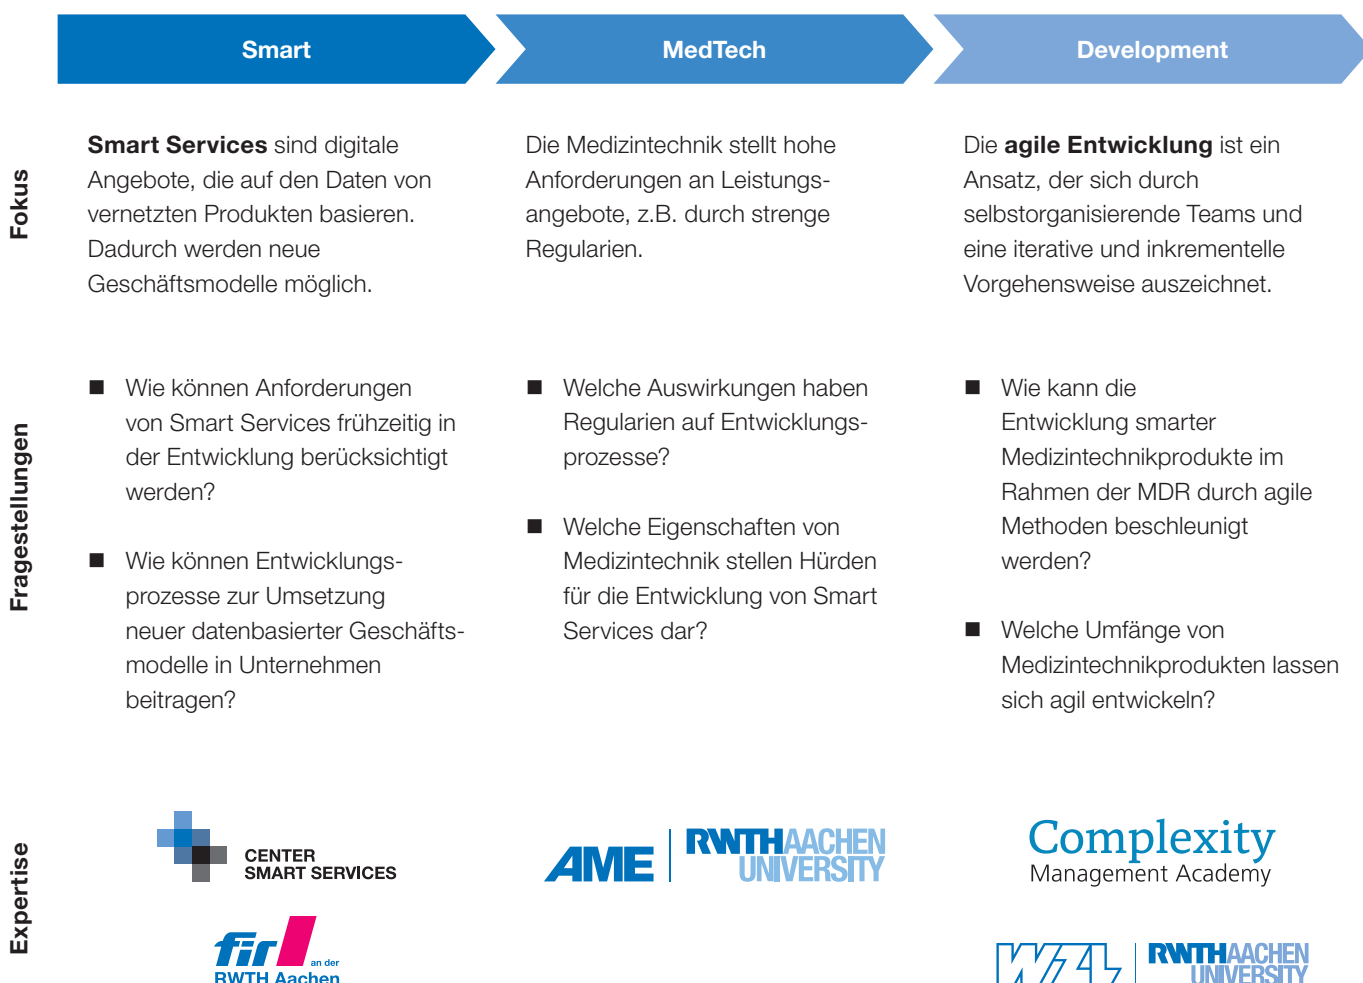 Smart
MedTech
Development
Fokus
Smart Services sind digitale
Angebote, die auf den Daten von
vernetzten Produkten basieren.
Dadurch werden neue
Geschäftsmodelle möglich.
Die Medizintechnik stellt hohe
Anforderungen an Leistungs-
angebote, z.B. durch strenge
Regularien.
Die agile Entwicklung ist ein
Ansatz, der sich durch
selbstorganisierende Teams und
eine iterative und inkrementelle
Vorgehensweise auszeichnet.
Fragestellungen
■ Wie können Anforderungen
von Smart Services frühzeitig in
der Entwicklung berücksichtigt
werden?
■ Wie können Entwicklungs-
prozesse zur Umsetzung
neuer datenbasierter Geschäfts-
modelle in Unternehmen
beitragen?
■ Welche Auswirkungen haben
Regularien auf Entwicklungs-
prozesse?
■ Welche Eigenschaften von
Medizintechnik stellen Hürden
für die Entwicklung von Smart
Services dar?
■ Wie kann die
Entwicklung smarter
Medizintechnikprodukte im
Rahmen der MDR durch agile
Methoden beschleunigt
werden?
■ Welche Umfänge von
Medizintechnikprodukten lassen
sich agil entwickeln?
Expertise
CENTER
SMART SERVICES
fir
an der
RWTH Aachen
AME
RWTHAACHEN
UNIVERSITY
Complexity
Management Academy
WZL
RWTHAACHEN
UNIVERSITY